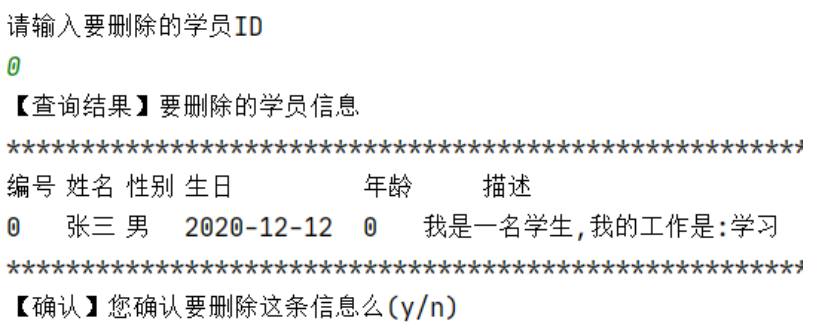 请输入要删除的学员ID
0
【查询结果】要删除的学员信息
******************************************************
编号 姓名 性别 生日 年龄 描述
0 张三 男 2020-12-12 0 我是一名学生,我的工作是:学习
******************************************************
【确认】您确认要删除这条信息么(y/n)